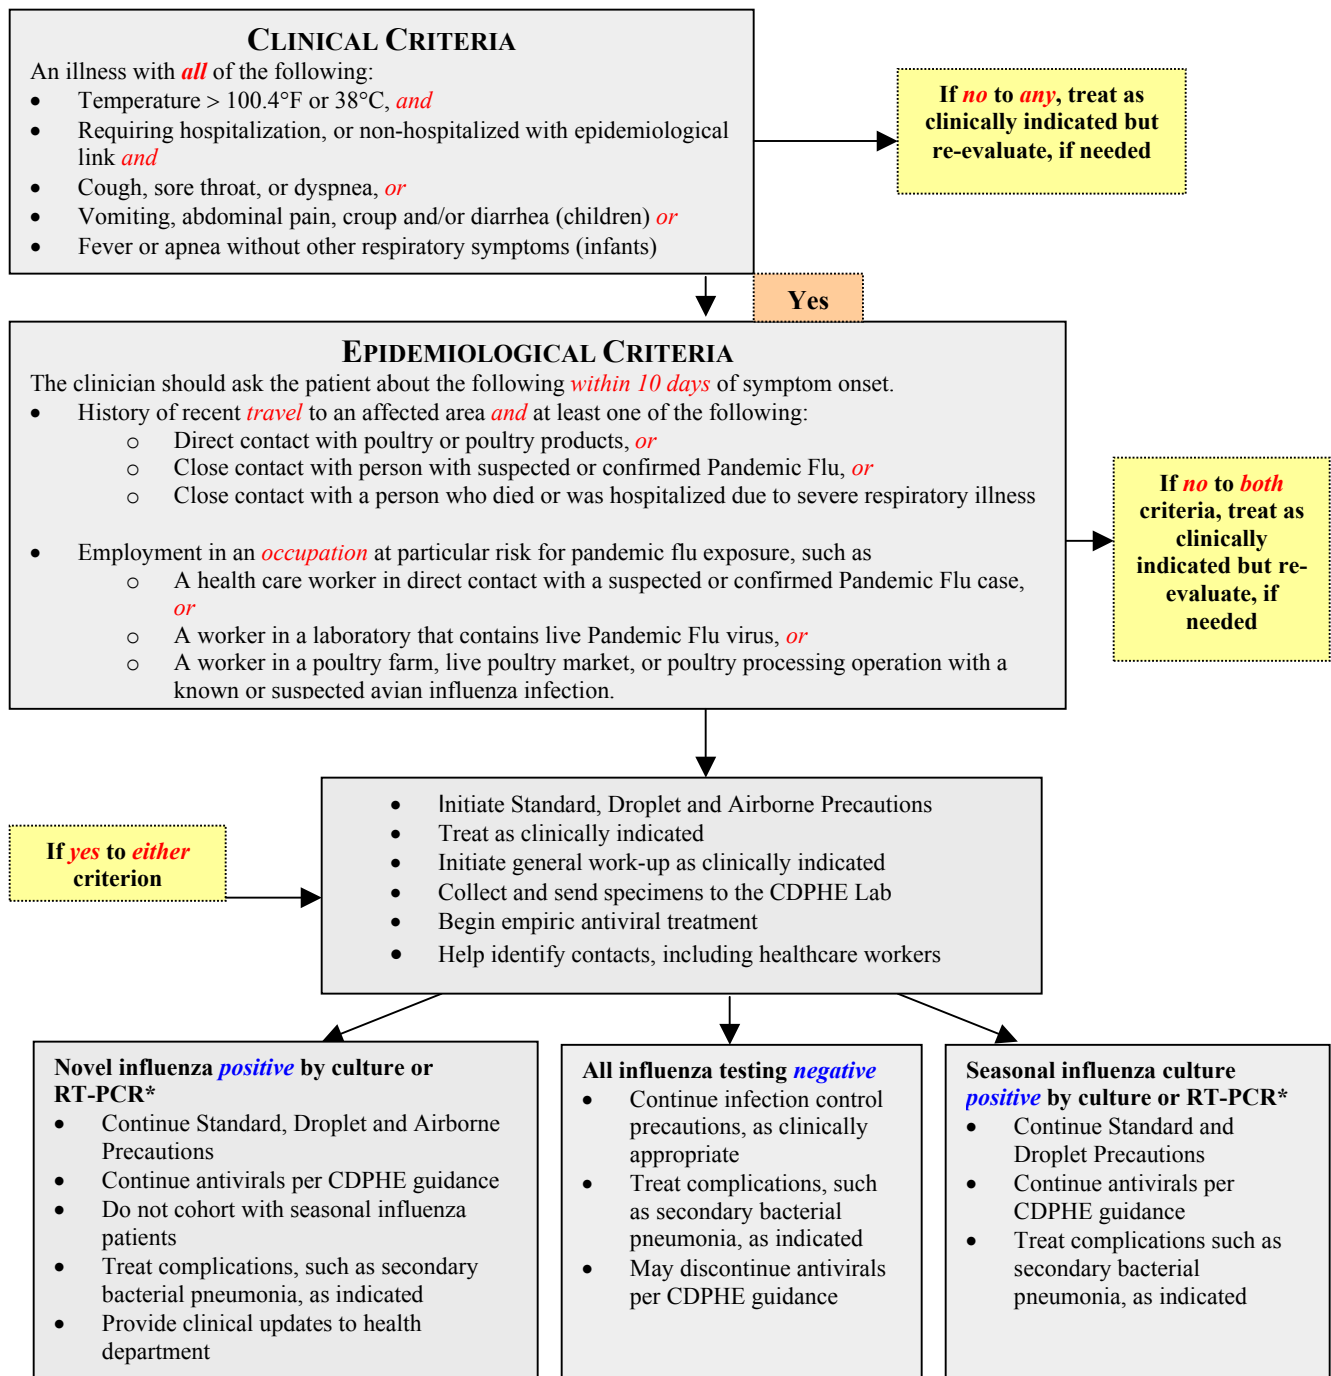 CLINICAL CRITERIA
An illness with all of the following:
• Temperature > 100.4°F or 38°C, and
• Requiring hospitalization, or non-hospitalized with epidemiological
link and
• Cough, sore throat, or dyspnea, or
• Vomiting, abdominal pain, croup and/or diarrhea (children) or
• Fever or apnea without other respiratory symptoms (infants)
If no to any, treat as
clinically indicated but
re-evaluate, if needed
Yes
EPIDEMIOLOGICAL CRITERIA
The clinician should ask the patient about the following within 10 days of symptom onset.
• History of recent travel to an affected area and at least one of the following:
o Direct contact with poultry or poultry products, or
o Close contact with person with suspected or confirmed Pandemic Flu, or
o Close contact with a person who died or was hospitalized due to severe respiratory illness
• Employment in an occupation at particular risk for pandemic flu exposure, such as
o A health care worker in direct contact with a suspected or confirmed Pandemic Flu case,
or
o A worker in a laboratory that contains live Pandemic Flu virus, or
o A worker in a poultry farm, live poultry market, or poultry processing operation with a
known or suspected avian influenza infection.
If no to both
criteria, treat as
clinically
indicated but re-
evaluate, if
needed
If yes to either
criterion
• Initiate Standard, Droplet and Airborne Precautions
• Treat as clinically indicated
• Initiate general work-up as clinically indicated
• Collect and send specimens to the CDPHE Lab
• Begin empiric antiviral treatment
• Help identify contacts, including healthcare workers
Novel influenza positive by culture or
RT-PCR*
• Continue Standard, Droplet and Airborne
Precautions
• Continue antivirals per CDPHE guidance
• Do not cohort with seasonal influenza
patients
• Treat complications, such as secondary
bacterial pneumonia, as indicated
• Provide clinical updates to health
department
All influenza testing negative
• Continue infection control
precautions, as clinically
appropriate
• Treat complications, such
as secondary bacterial
pneumonia, as indicated
• May discontinue antivirals
per CDPHE guidance
Seasonal influenza culture
positive by culture or RT-PCR*
• Continue Standard and
Droplet Precautions
• Continue antivirals per
CDPHE guidance
• Treat complications such as
secondary bacterial
pneumonia, as indicated